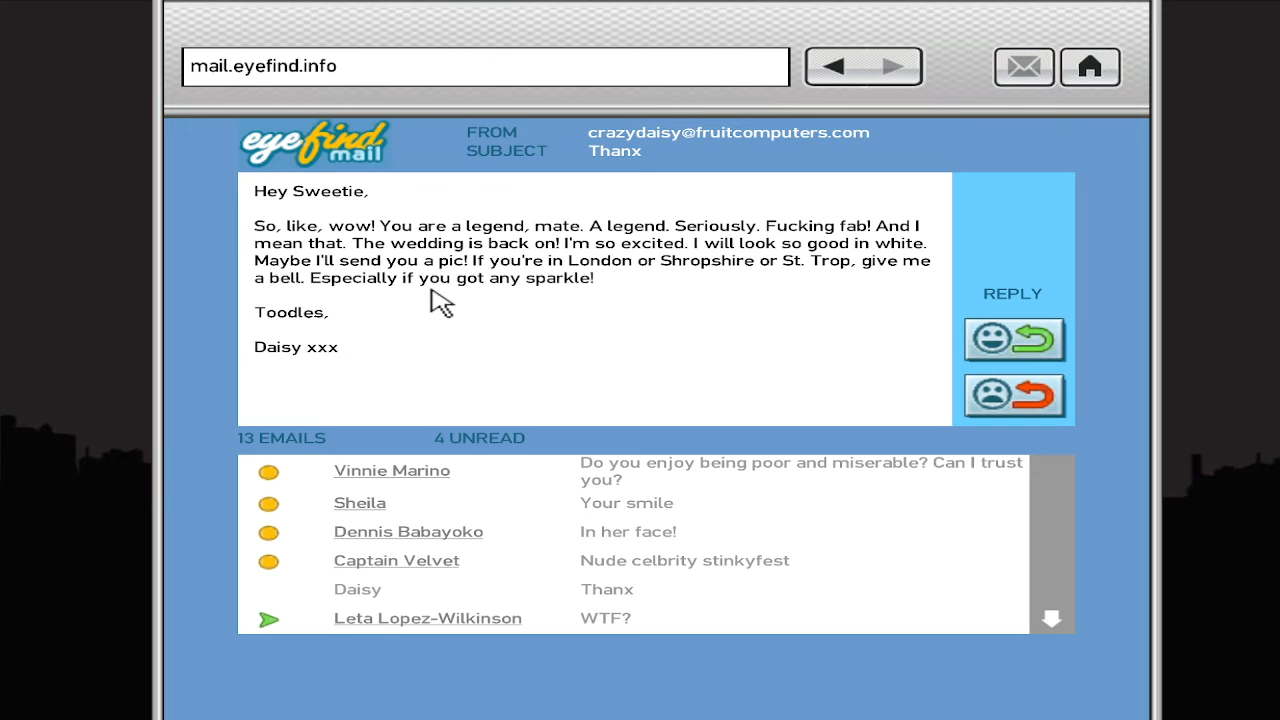 mail.eyefind.info
eyefind mail
FROM crazydaisy@fruitcomputers.com
SUBJECT Thanx
Hey Sweetie,
So, like, wow! You are a legend, mate. A legend. Seriously. Fucking fab! And I
mean that. The wedding is back on! I'm so excited. I will look so good in white.
Maybe I'll send you a pic! If you're in London or Shropshire or St. Trop, give me
a bell. Especially if you got any sparkle!
Toodles,
Daisy xxx
REPLY
13 EMAILS 4 UNREAD
Vinnie Marino Do you enjoy being poor and miserable? Can I trust
you?
Sheila Your smile
Dennis Babayoko In her face!
Captain Velvet Nude celbrity stinkyfest
Daisy Thanx
Leta Lopez-Wilkinson WTF?